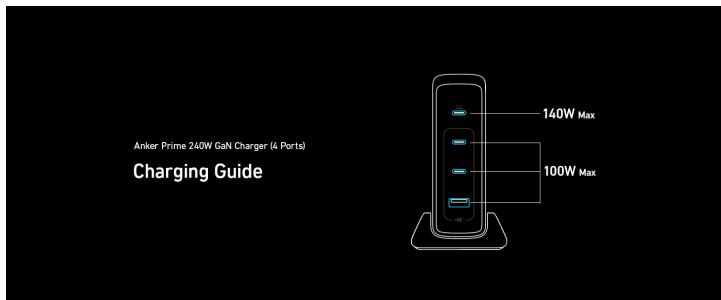 Anker Prime 240W GaN Charger (4 Ports)
Charging Guide
140W Max
100W Max